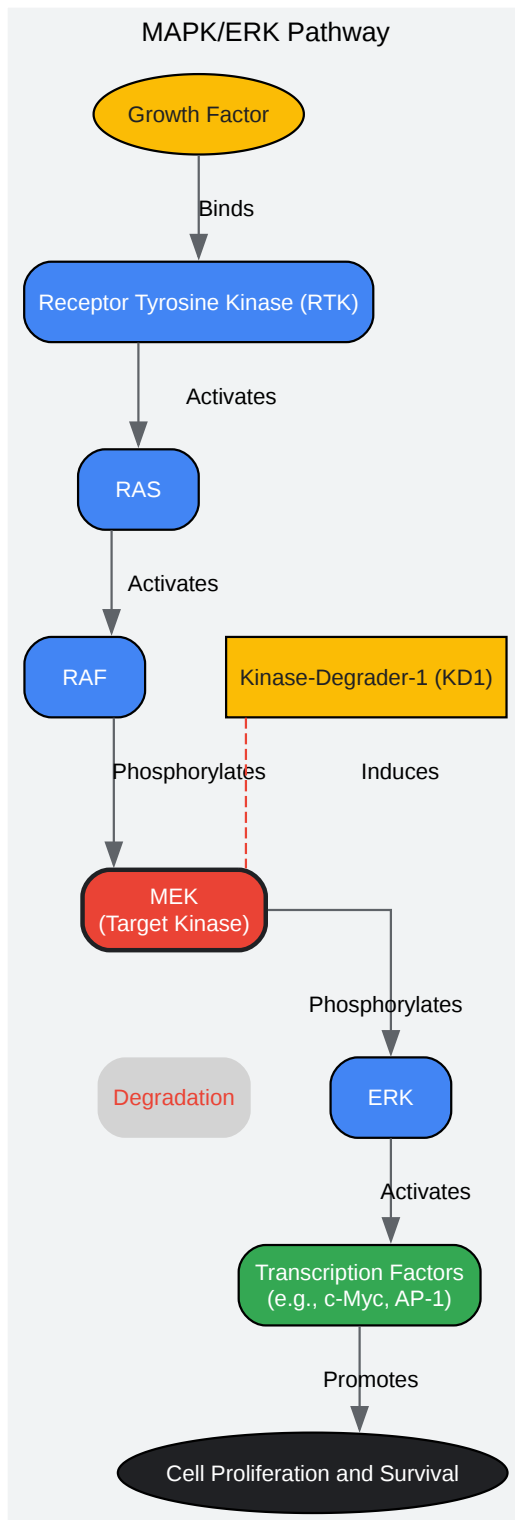 MAPK/ERK Pathway
Growth Factor
Binds
Receptor Tyrosine Kinase (RTK)
Activates
RAS
Activates
RAF
Kinase-Degrader-1 (KD1)
Phosphorylates
Induces
MEK
(Target Kinase)
Phosphorylates
Degradation
ERK
Activates
Transcription Factors
(e.g., c-Myc, AP-1)
Promotes
Cell Proliferation and Survival